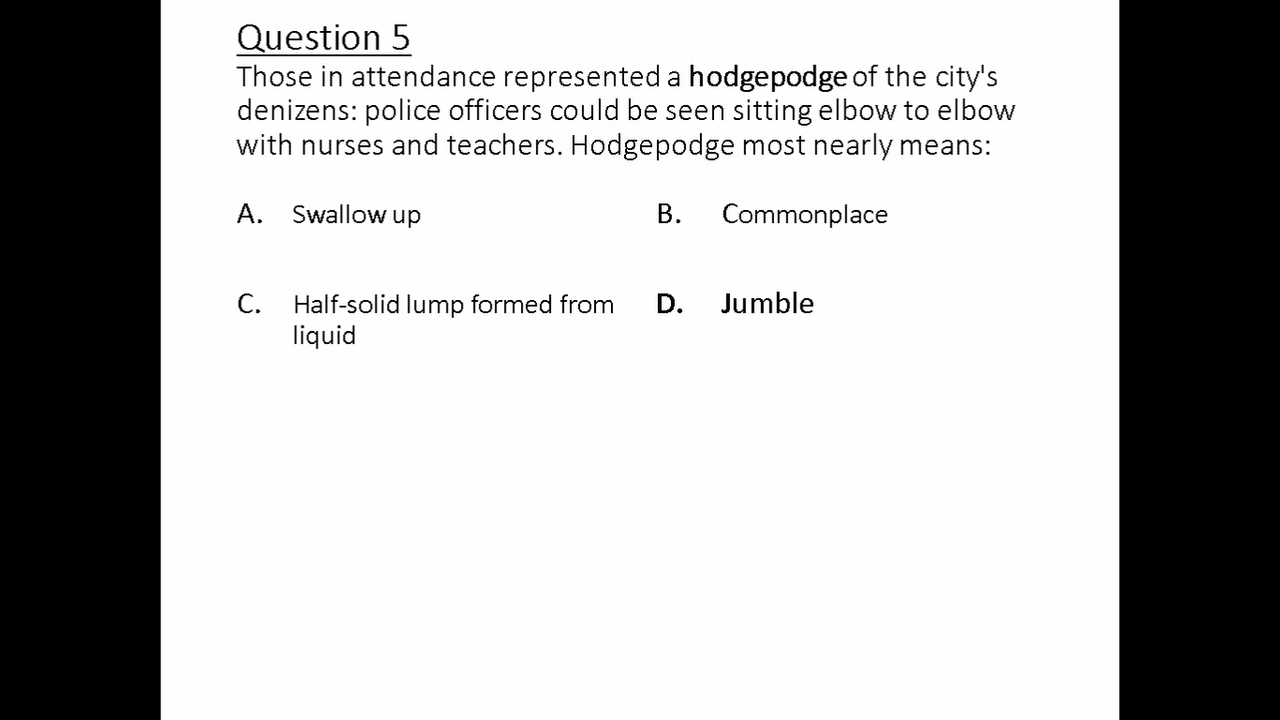 Question 5
Those in attendance represented a hodgepodge of the city's
denizens: police officers could be seen sitting elbow to elbow
with nurses and teachers. Hodgepodge most nearly means:
A. Swallow up B. Commonplace
C. Half-solid lump formed from D. Jumble
liquid